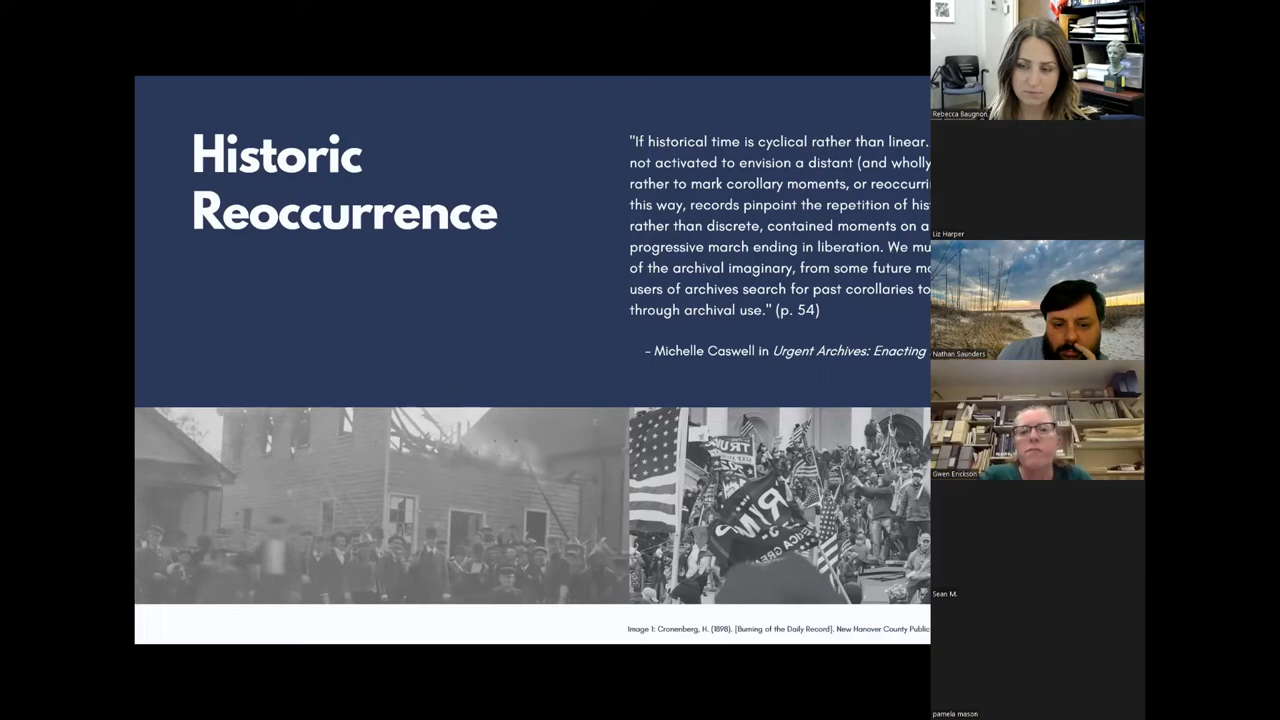 Historic
Reoccurrence
"If historical time is cyclical rather than linear.
not activated to envision a distant (and wholly
rather to mark corollary moments, or reoccurri
this way, records pinpoint the repetition of his
rather than discrete, contained moments on a
progressive march ending in liberation. We mu
of the archival imaginary, from some future mo
users of archives search for past corollaries to
through archival use." (p. 54)
– Michelle Caswell in Urgent Archives: Enacting
TRUMP
Image 1: Cronenberg, H. (1898). [Burning of the Daily Record]. New Hanover County Public
Rebecca Baugnon
Liz Harper
Nathan Saunders
Gwen Erickson
Sean M.
pamela mason